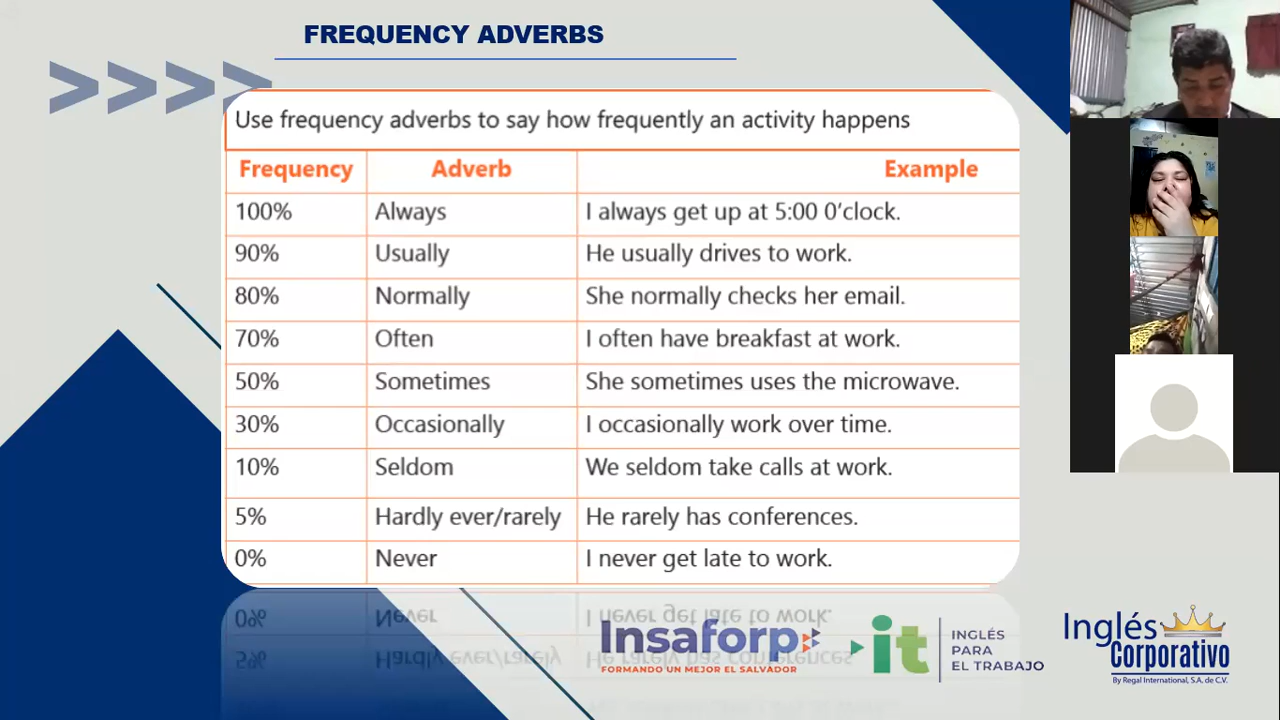 FREQUENCY ADVERBS
>>>>
Use frequency adverbs to say how frequently an activity happens
Frequency Adverb Example
100% Always I always get up at 5:00 0'clock.
90% Usually He usually drives to work.
80% Normally She normally checks her email.
70% Often I often have breakfast at work.
50% Sometimes She sometimes uses the microwave.
30% Occasionally I occasionally work over time.
10% Seldom We seldom take calls at work.
5% Hardly ever/rarely He rarely has conferences.
0% Never I never get late to work.
Insaforp
FORMANDO UN MEJOR EL SALVADOR
it
INGLÉS
PARA
EL TRABAJO
Inglés
Corporativo
By Regal International, S.A. de C.V.